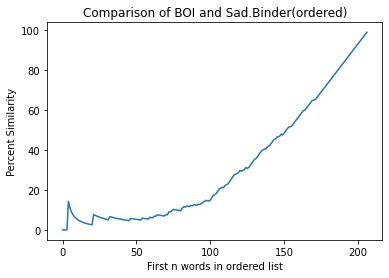 Comparison of BOI and Sad.Binder(ordered)
Percent Similarity
100
80
60
40
20
0
0 50 100 150 200
First n words in ordered list